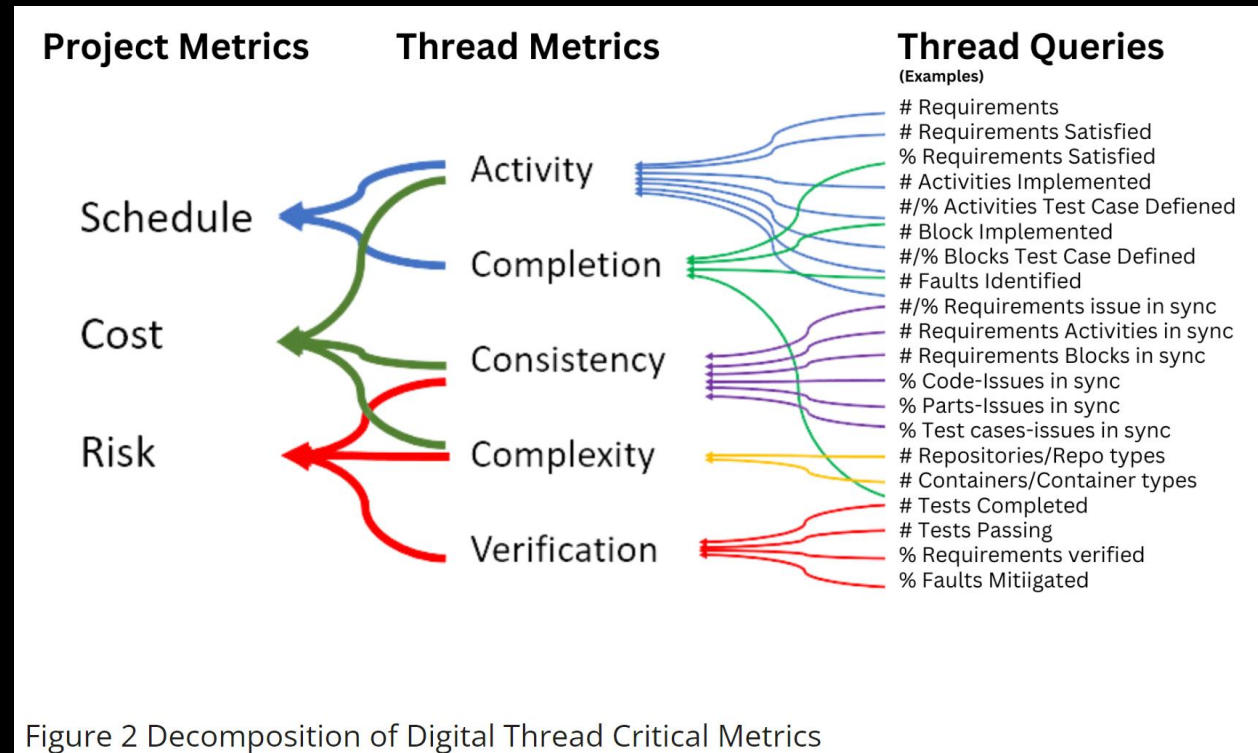 Project Metrics
Thread Metrics
Thread Queries
(Examples)
Schedule
Cost
Risk
Activity
Completion
Consistency
Complexity
Verification
# Requirements
# Requirements Satisfied
% Requirements Satisfied
# Activities Implemented
#/% Activities Test Case Defiened
# Block Implemented
#/% Blocks Test Case Defined
# Faults Identified
#/% Requirements issue in sync
# Requirements Activities in sync
# Requirements Blocks in sync
% Code-Issues in sync
% Parts-Issues in sync
% Test cases-issues in sync
# Repositories/Repo types
# Containers/Container types
# Tests Completed
# Tests Passing
% Requirements verified
% Faults Mitiigated
Figure 2 Decomposition of Digital Thread Critical Metrics